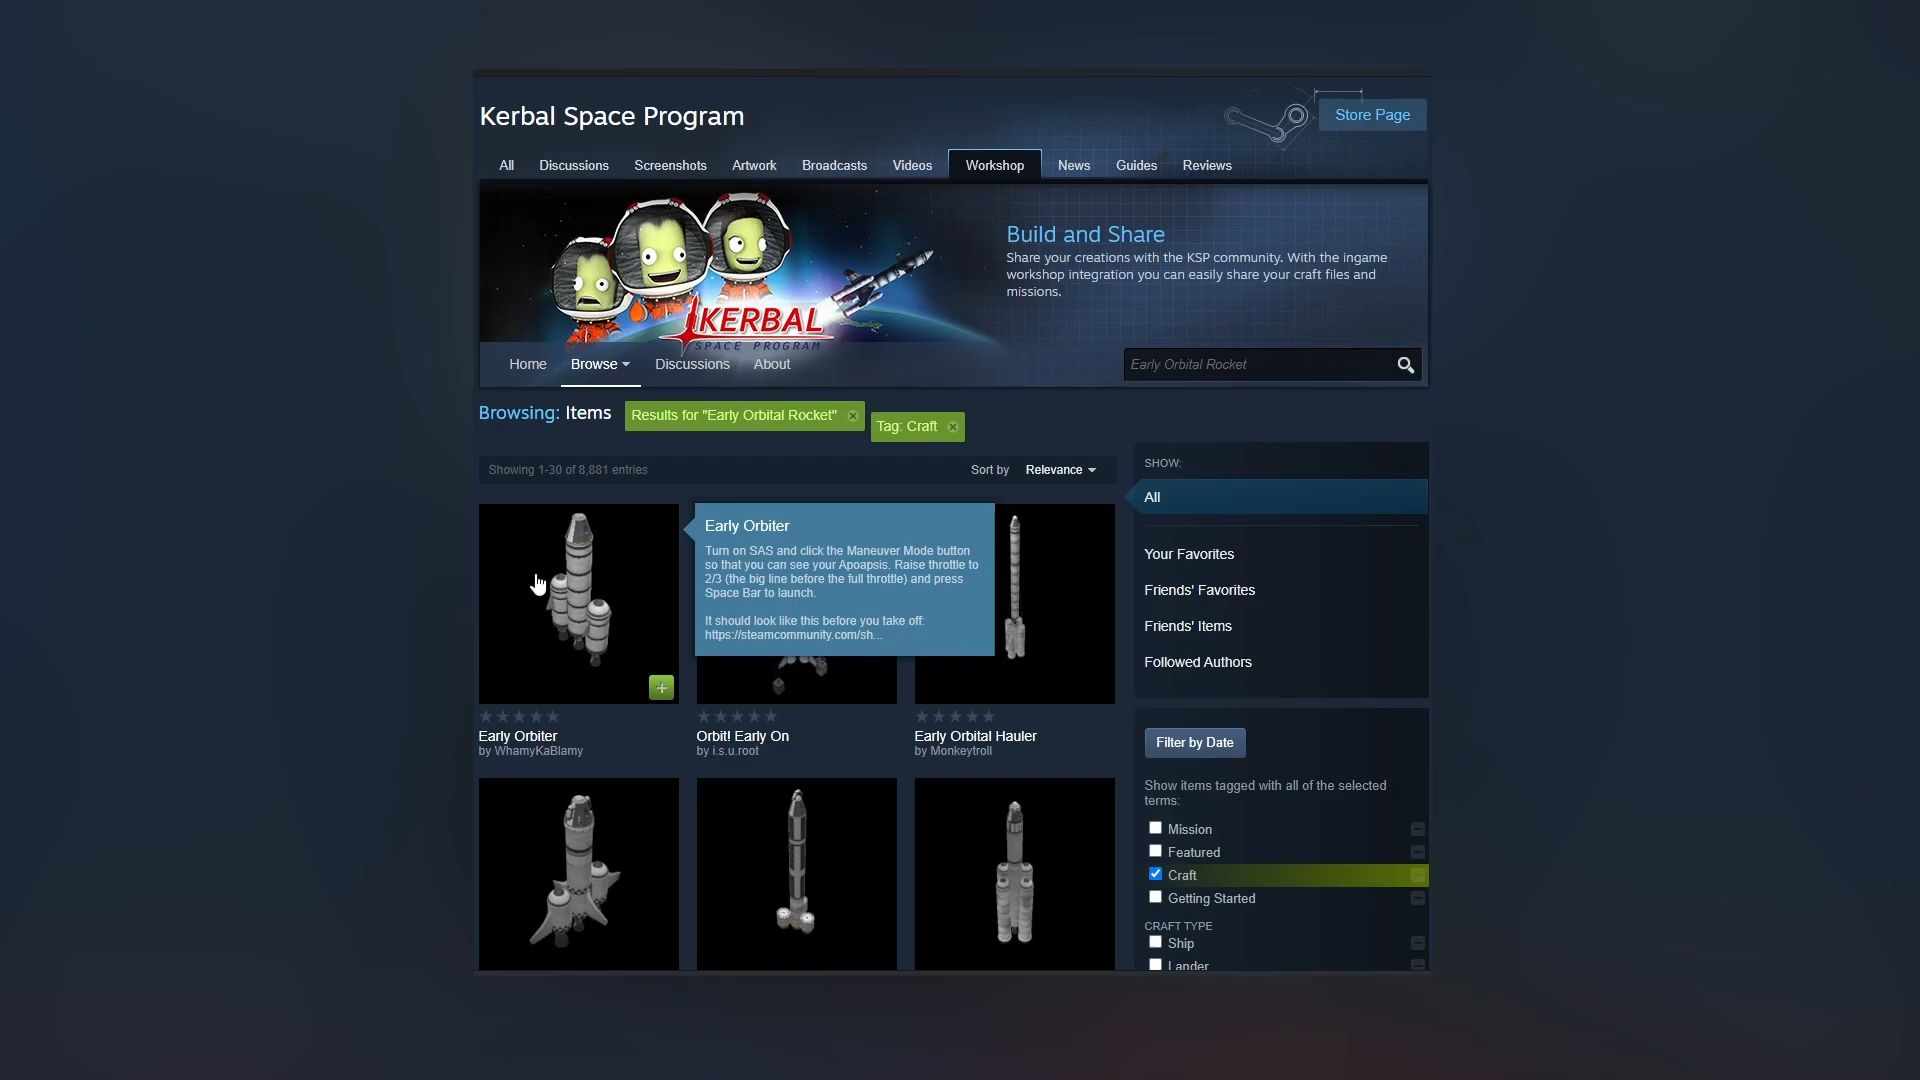 Kerbal Space Program
Store Page
All Discussions Screenshots Artwork Broadcasts Videos Workshop News Guides Reviews
Build and Share
Share your creations with the KSP community. With the ingame
workshop integration you can easily share your craft files and
missions.
KERBAL
SPACE PROGRAM
Home Browse Discussions About
Early Orbital Rocket
Browsing: Items
Results for "Early Orbital Rocket"
Tag: Craft
Showing 1-30 of 8,881 entries
Sort by Relevance
Early Orbiter
Turn on SAS and click the Maneuver Mode button
so that you can see your Apoapsis. Raise throttle to
2/3 (the big line before the full throttle) and press
Space Bar to launch.
It should look like this before you take off:
https://steamcommunity.com/sh...
Early Orbiter
by WhamyKaBlamy
Orbit! Early On
by i.s.u.root
Early Orbital Hauler
by Monkeytroll
SHOW:
All
Your Favorites
Friends' Favorites
Friends' Items
Followed Authors
Filter by Date
Show items tagged with all of the selected
terms:
Mission
Featured
Craft
Getting Started
CRAFT TYPE
Ship
Lander